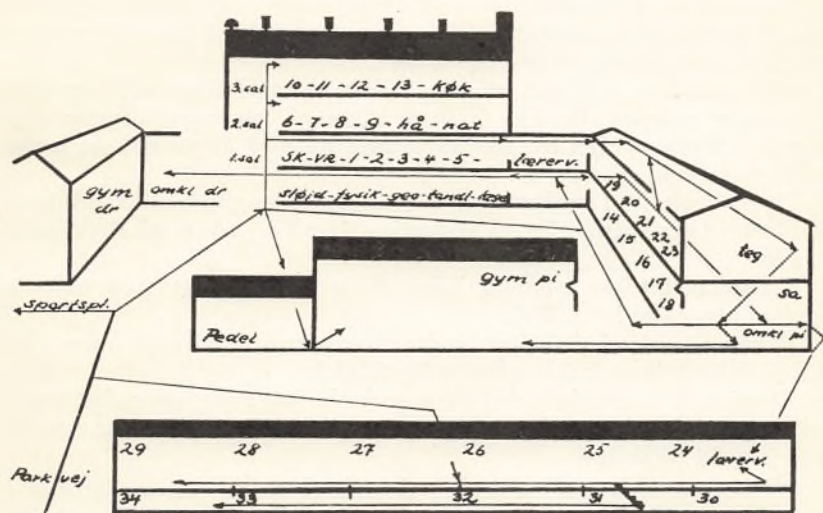 3. sal 10-11-12-13-KØK
2. sal 6-7-8-9-hå-nat
1. sal SK-VR-1-2-3-4-5- lærerv.
sløjd-fysik-geo-tandl-
gym dr
omkl dr
19
20
14 21
15 22
16 23
17
18
teg
sa
gym pi
omkl pi
sportspl.
Pedel
Park vej
29 28 27 26 25 24
lærerv.
34 33 32 31 30